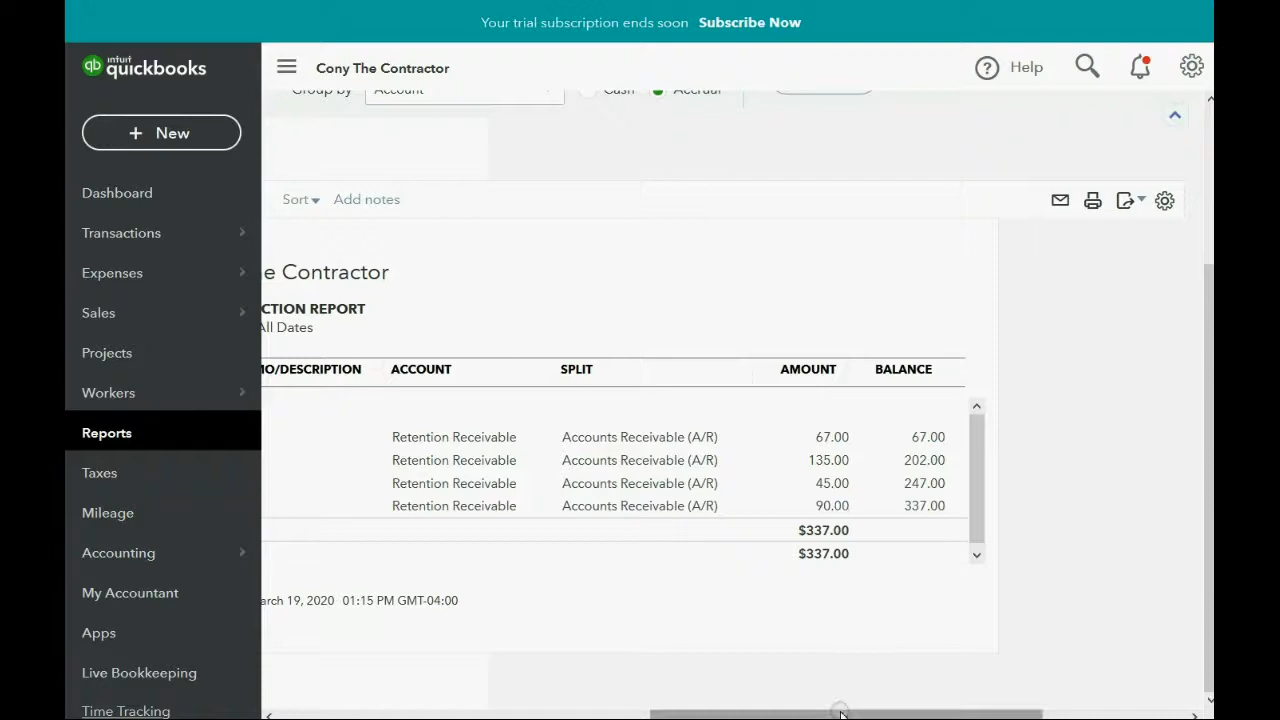 Your trial subscription ends soon Subscribe Now
intuit
quickbooks
Cony The Contractor
Help
+ New
Dashboard
Transactions
Expenses
Sales
Projects
Workers
Reports
Taxes
Mileage
Accounting
My Accountant
Apps
Live Bookkeeping
Time Tracking
Group by Account Cash Accrual
Sort Add notes
e Contractor
CTION REPORT
All Dates
MO/DESCRIPTION ACCOUNT SPLIT AMOUNT BALANCE
Retention Receivable Accounts Receivable (A/R) 67.00 67.00
Retention Receivable Accounts Receivable (A/R) 135.00 202.00
Retention Receivable Accounts Receivable (A/R) 45.00 247.00
Retention Receivable Accounts Receivable (A/R) 90.00 337.00
$337.00
$337.00
arch 19, 2020 01:15 PM GMT-04:00